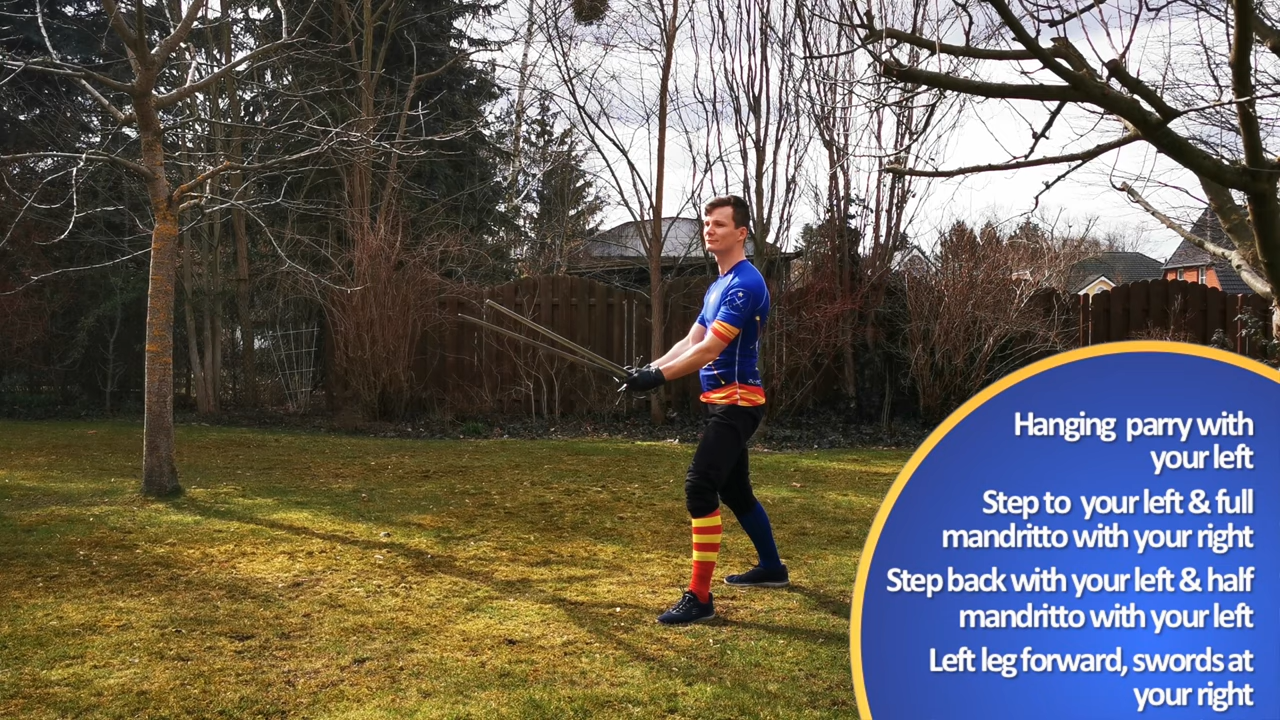 Hanging parry with
your left
Step to your left & full
mandritto with your right
Step back with your left & half
mandritto with your left
Left leg forward, swords at
your right